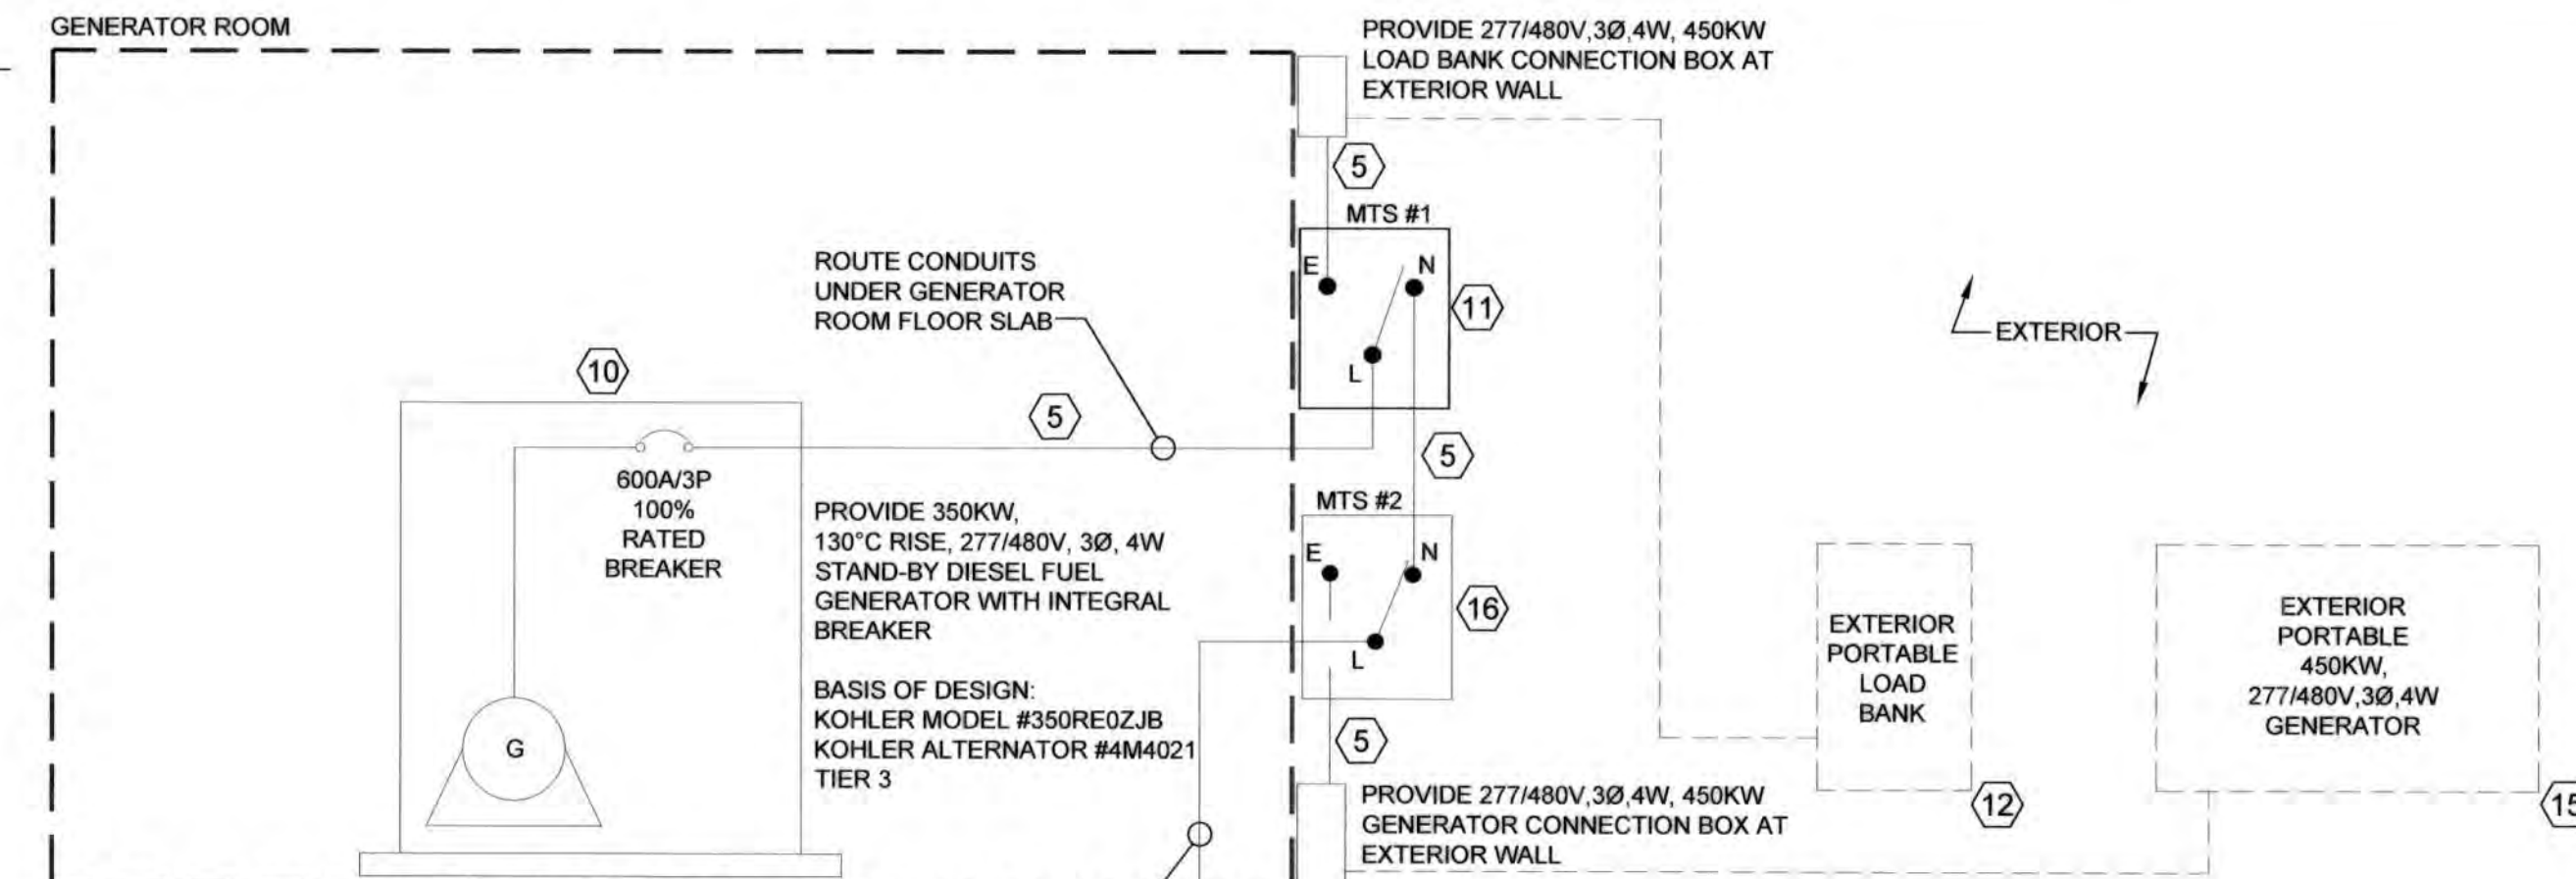 GENERATOR ROOM
PROVIDE 277/480V,3Ø,4W, 450KW
LOAD BANK CONNECTION BOX AT
EXTERIOR WALL
5
MTS #1
E
N
L
11
ROUTE CONDUITS
UNDER GENERATOR
ROOM FLOOR SLAB
EXTERIOR
10
5
5
600A/3P
100%
RATED
BREAKER
PROVIDE 350KW,
130°C RISE, 277/480V, 3Ø, 4W
STAND-BY DIESEL FUEL
GENERATOR WITH INTEGRAL
BREAKER
BASIS OF DESIGN:
KOHLER MODEL #350RE0ZJB
KOHLER ALTERNATOR #4M4021
TIER 3
G
MTS #2
E
N
L
16
5
EXTERIOR
PORTABLE
LOAD
BANK
12
EXTERIOR
PORTABLE
450KW,
277/480V,3Ø,4W
GENERATOR
15
PROVIDE 277/480V,3Ø,4W, 450KW
GENERATOR CONNECTION BOX AT
EXTERIOR WALL